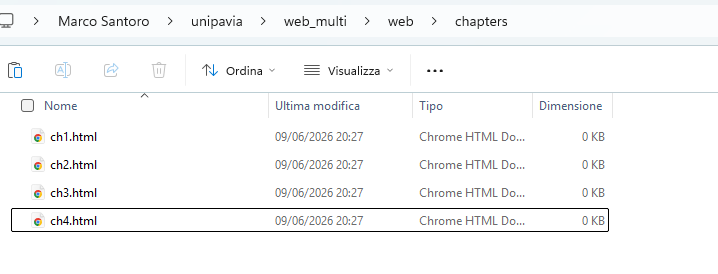 Marco Santoro > unipavia > web_multi > web > chapters
Ordina Visualizza
Nome Ultima modifica Tipo Dimensione
ch1.html 09/06/2026 20:27 Chrome HTML Do... 0 KB
ch2.html 09/06/2026 20:27 Chrome HTML Do... 0 KB
ch3.html 09/06/2026 20:27 Chrome HTML Do... 0 KB
ch4.html 09/06/2026 20:27 Chrome HTML Do... 0 KB